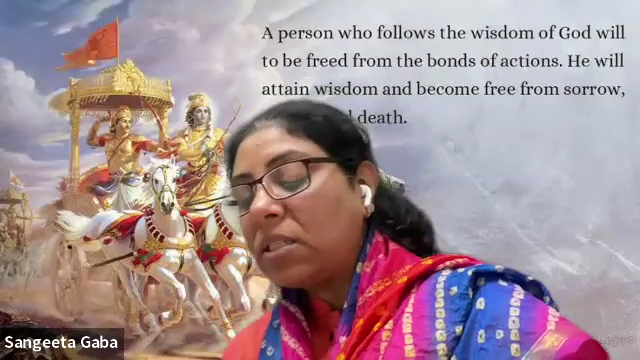 A person who follows the wisdom of God will
to be freed from the bonds of actions. He will
attain wisdom and become free from sorrow,
death.
Sangeeta Gaba